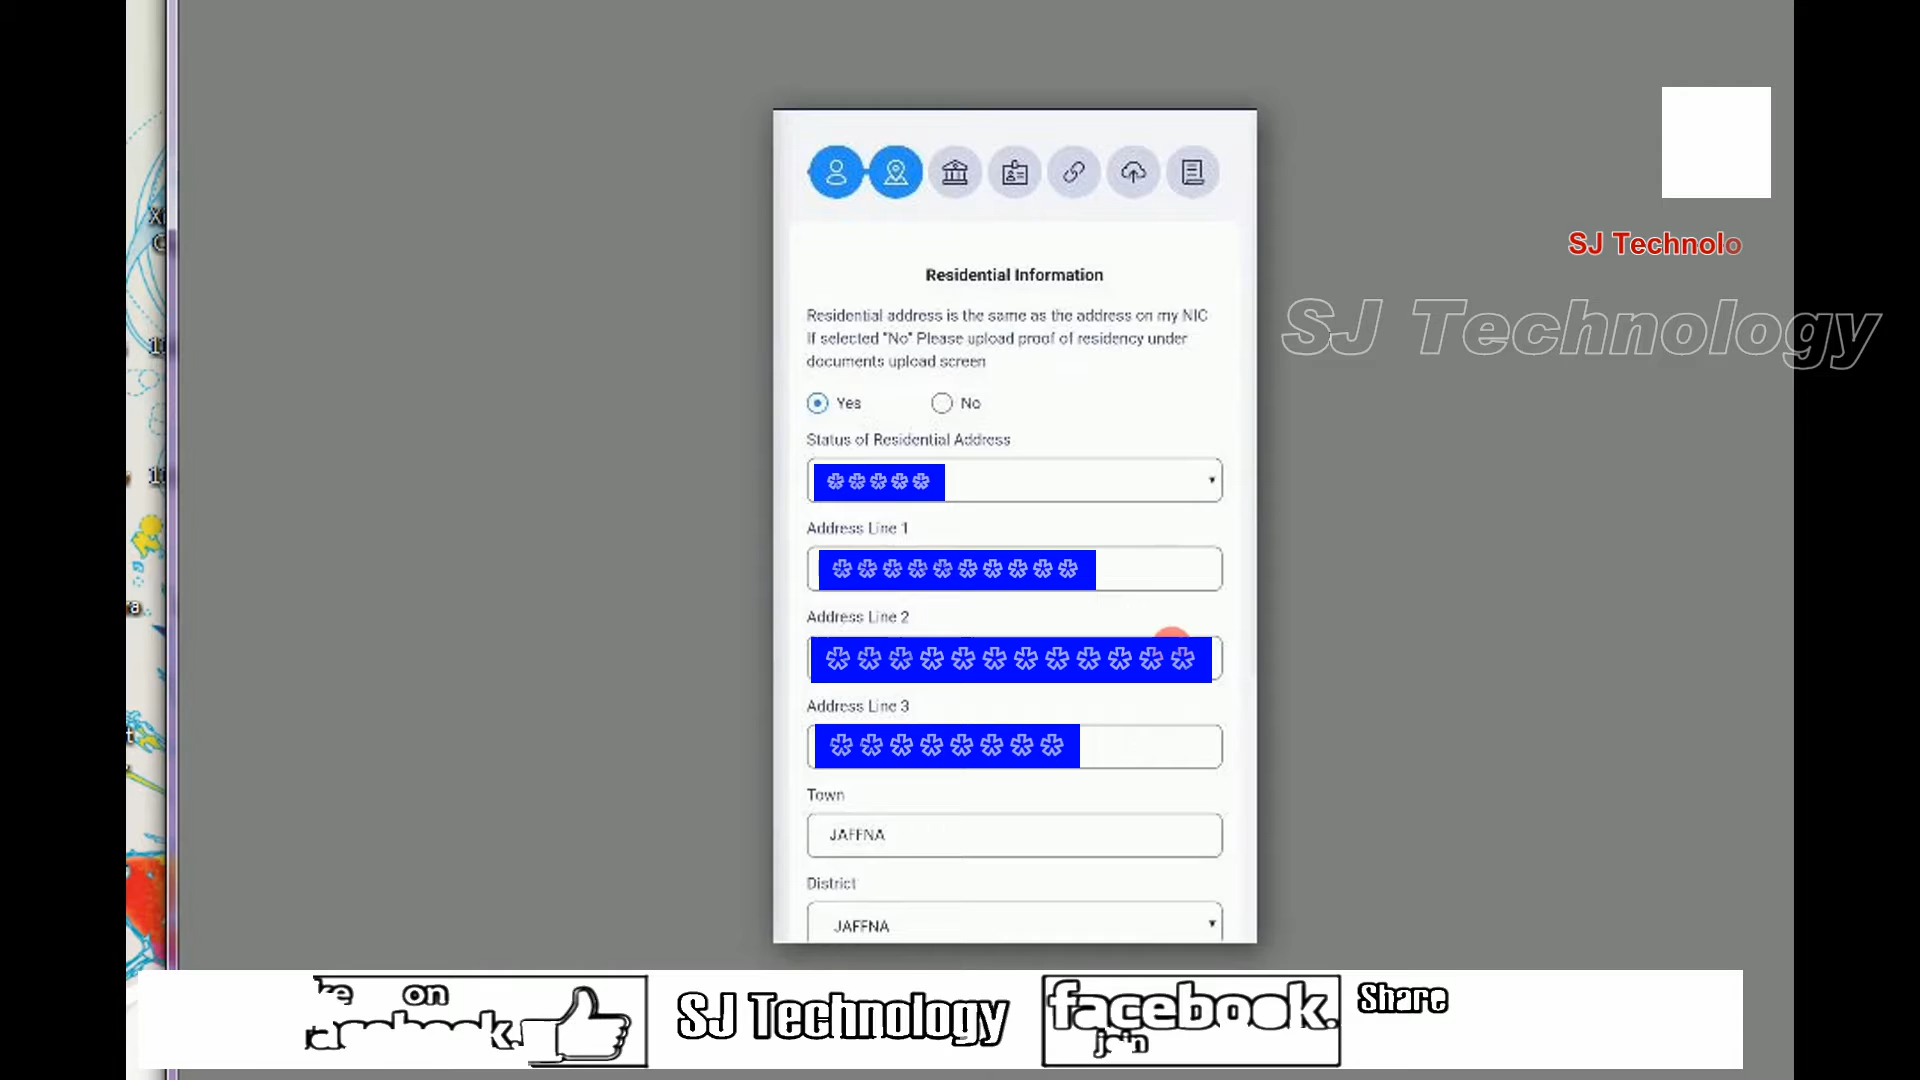 SJ Technolo
SJ Technology
Residential Information
Residential address is the same as the address on my NIC
If selected "No" Please upload proof of residency under
documents upload screen
Yes No
Status of Residential Address
*****
Address Line 1
**********
Address Line 2
************
Address Line 3
********
Town
JAFFNA
District
JAFFNA
on
SJ Technology
facebook.
join
Share